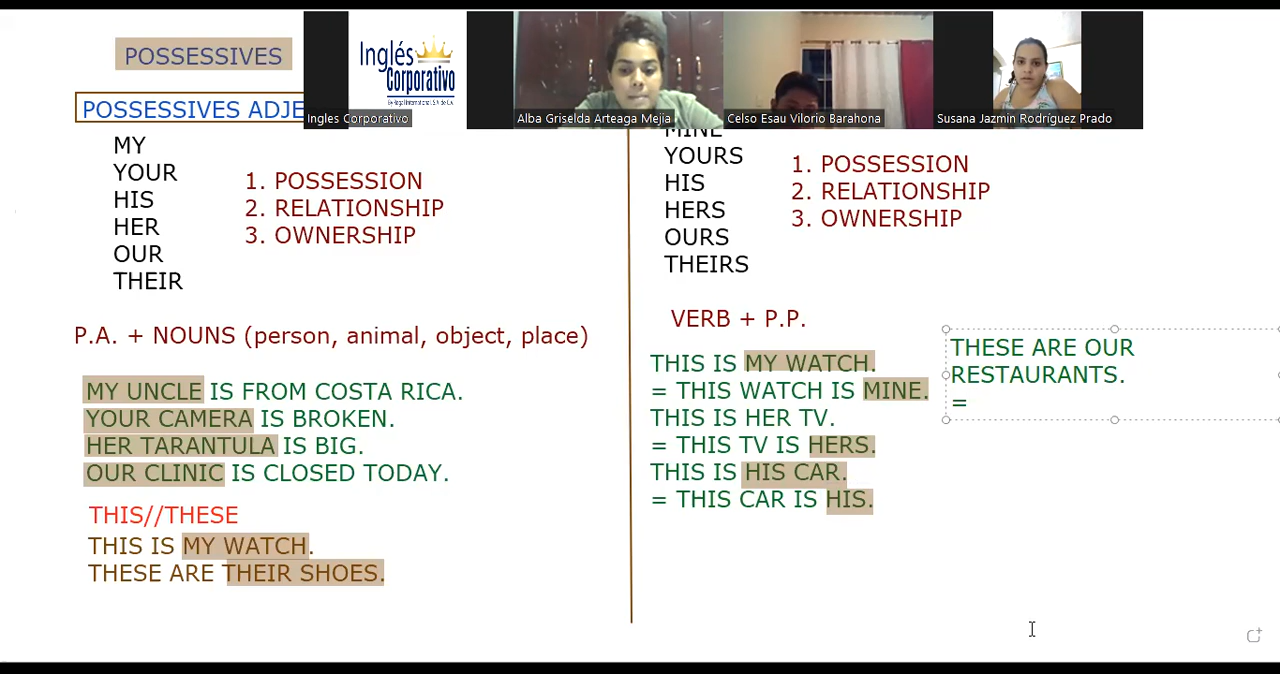 POSSESSIVES
POSSESSIVES ADJE
MY
YOUR
HIS
HER
OUR
THEIR
1. POSSESSION
2. RELATIONSHIP
3. OWNERSHIP
P.A. + NOUNS (person, animal, object, place)
MY UNCLE IS FROM COSTA RICA.
YOUR CAMERA IS BROKEN.
HER TARANTULA IS BIG.
OUR CLINIC IS CLOSED TODAY.
THIS//THESE
THIS IS MY WATCH.
THESE ARE THEIR SHOES.
Inglés
Corporativo
Ingles Corporativo
Alba Griselda Arteaga Mejia
Celso Esau Vilorio Barahona
Susana Jazmin Rodríguez Prado
MINE
YOURS
HIS
HERS
OURS
THEIRS
1. POSSESSION
2. RELATIONSHIP
3. OWNERSHIP
VERB + P.P.
THIS IS MY WATCH.
= THIS WATCH IS MINE.
THIS IS HER TV.
= THIS TV IS HERS.
THIS IS HIS CAR.
= THIS CAR IS HIS.
THESE ARE OUR
RESTAURANTS.
=